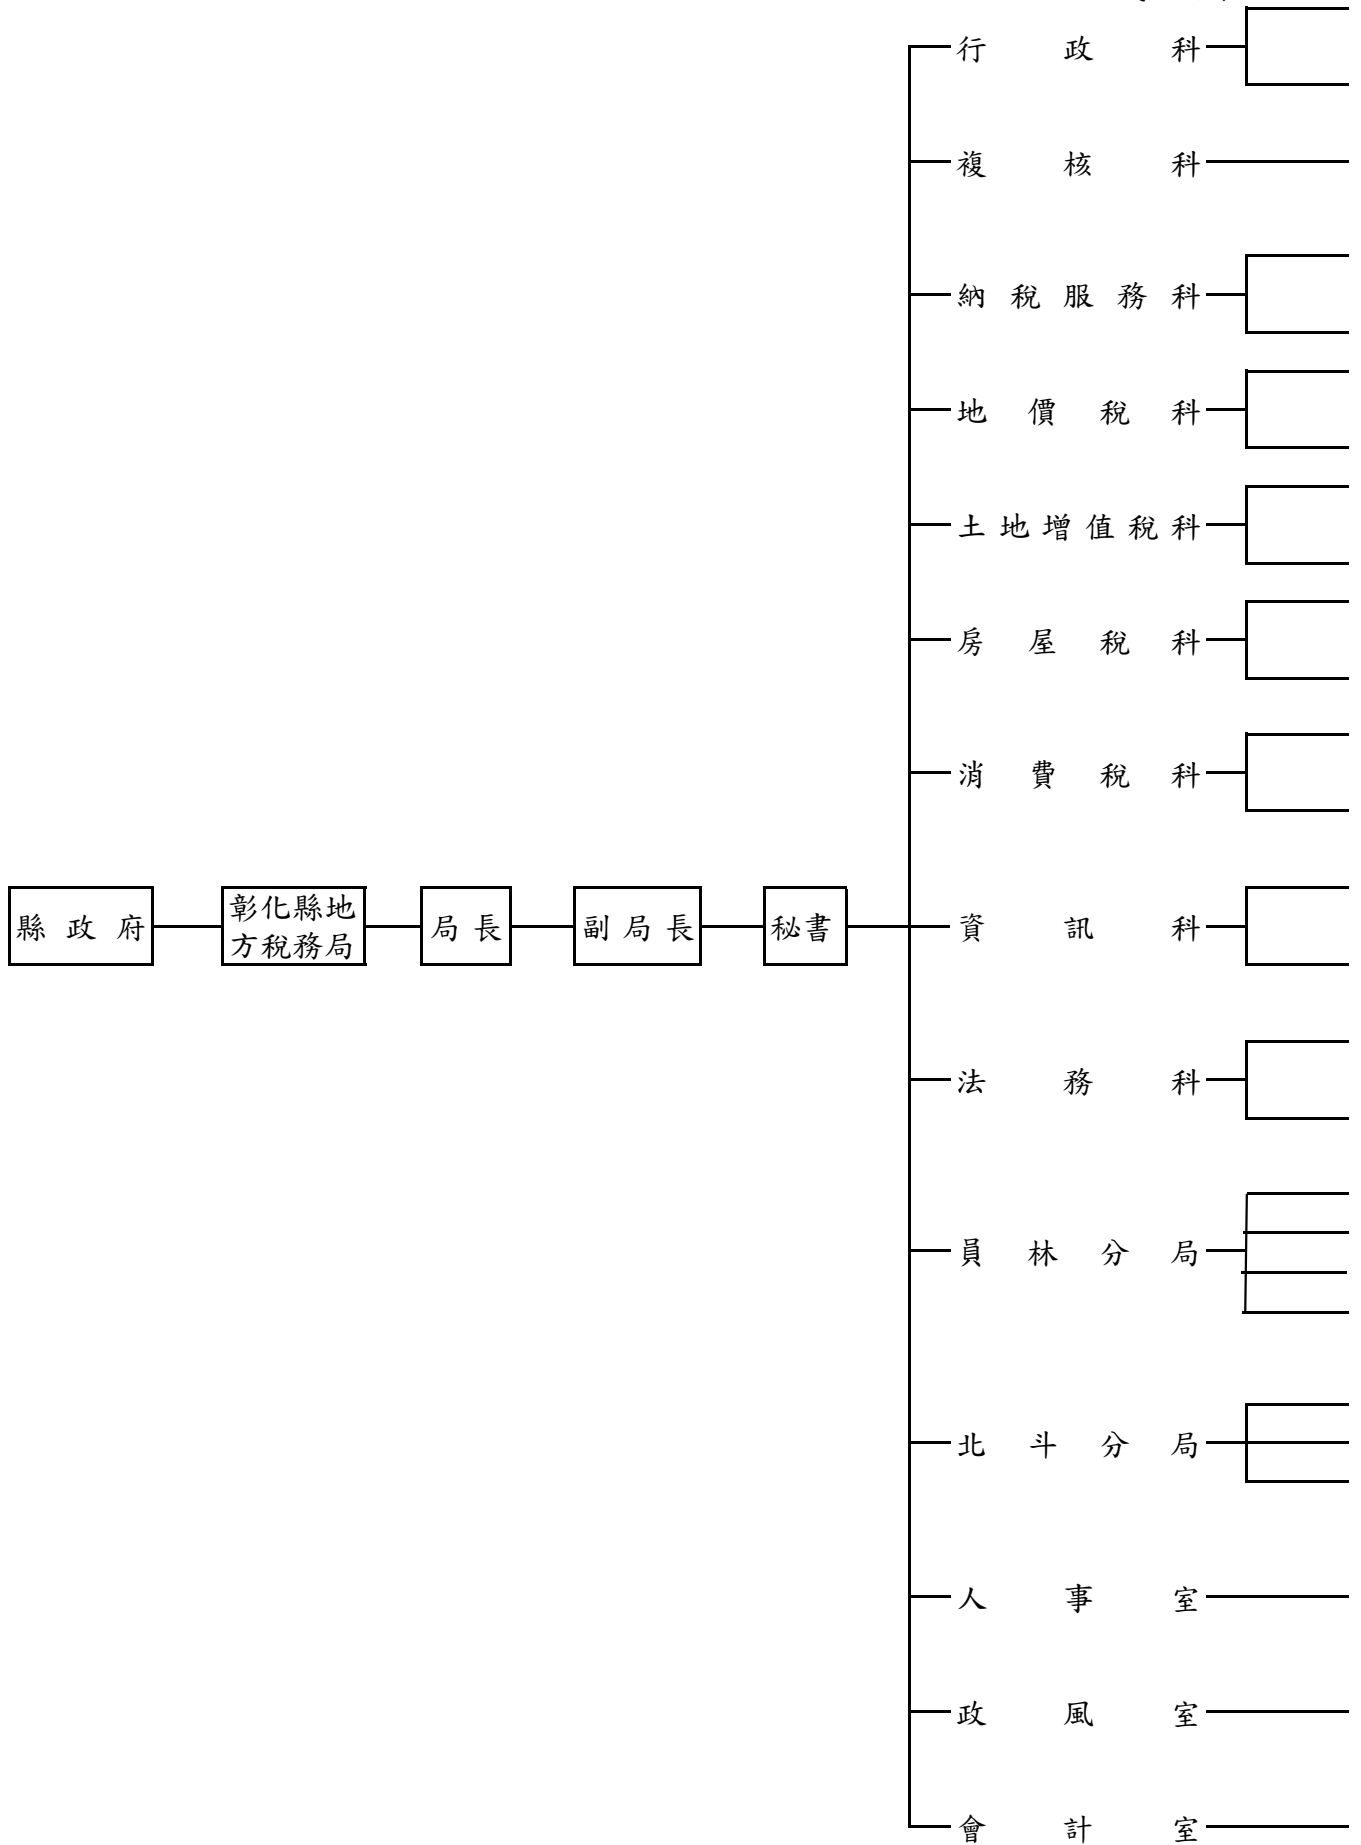 行政科
複核科
納稅服務科
地價稅科
土地增值稅科
房屋稅科
消費稅科
縣政府
彰化縣地
方稅務局
局長
副局長
秘書
資訊科
法務科
員林分局
北斗分局
人事室
政風室
會計室